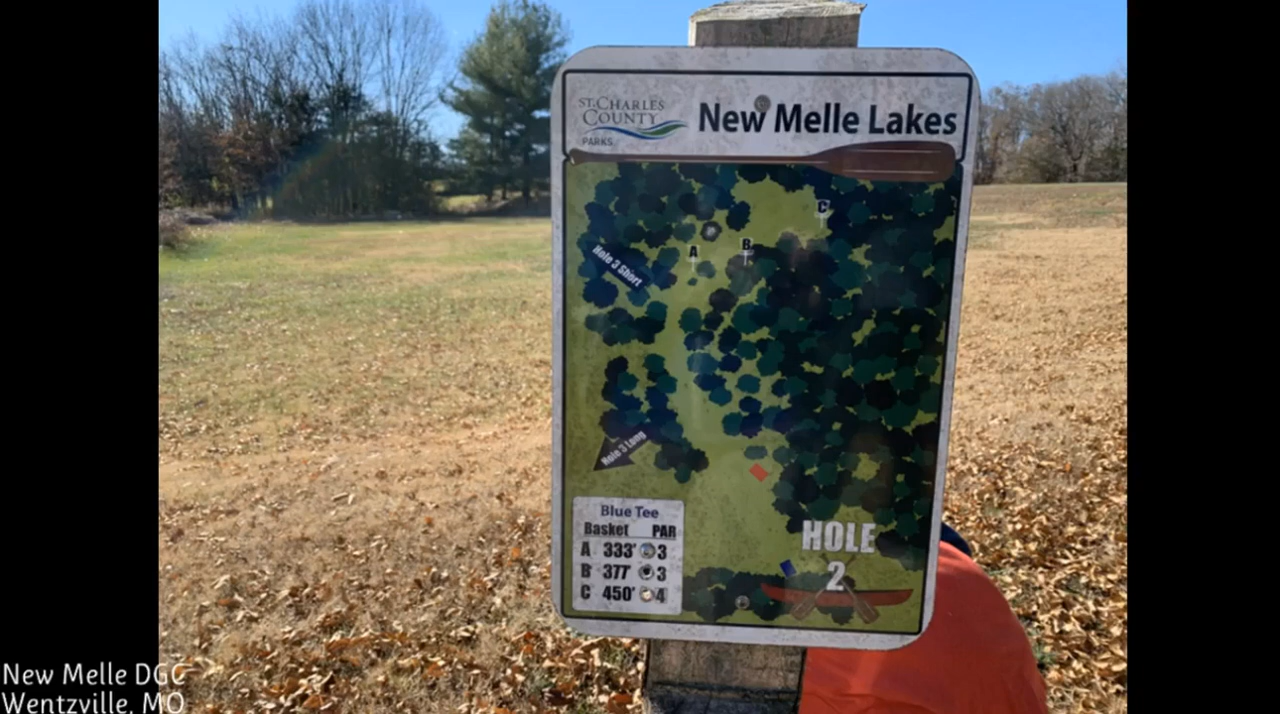 ST. CHARLES
COUNTY
PARKS
New Melle Lakes
C
A
B
Hole 3 Short
Hole 3 Long
Blue Tee
Basket PAR
A 333' 3
B 377' 3
C 450' 4
HOLE
2
New Melle DGC
Wentzville, MO